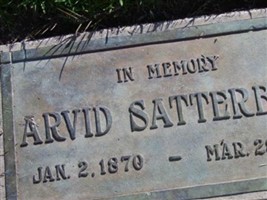 IN MEMORY
ARVID SATTERB
JAN. 2, 1870 - MAR. 2